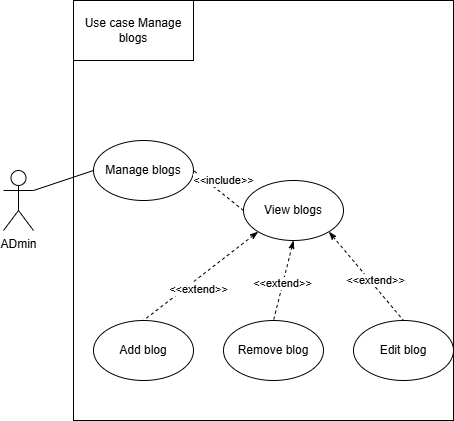 Use case Manage
blogs
Manage blogs
<<include>>
View blogs
ADmin
<<extend>>
<<extend>>
<<extend>>
Add blog
Remove blog
Edit blog